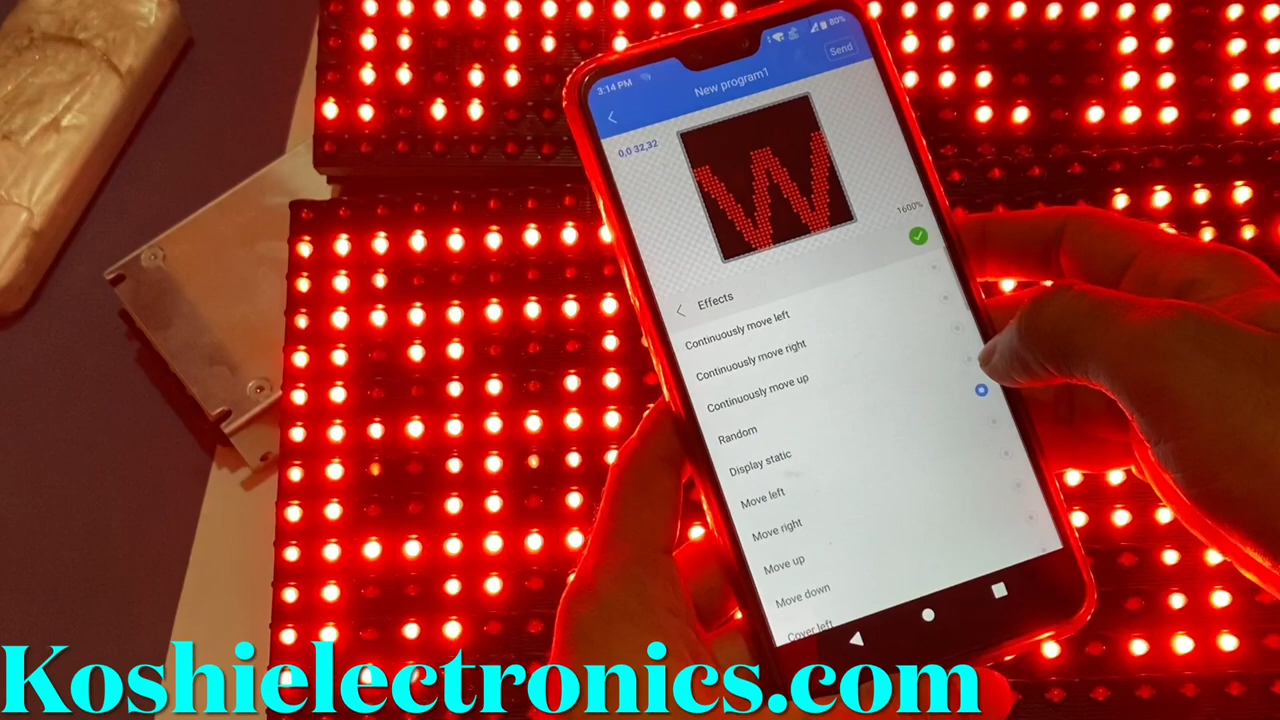 3:14 PM
80%
New program1
Send
0,0 32,32
W
1600%
Effects
Continuously move left
Continuously move right
Continuously move up
Random
Display static
Move left
Move right
Move up
Move down
Cover left
Koshielectronics.com